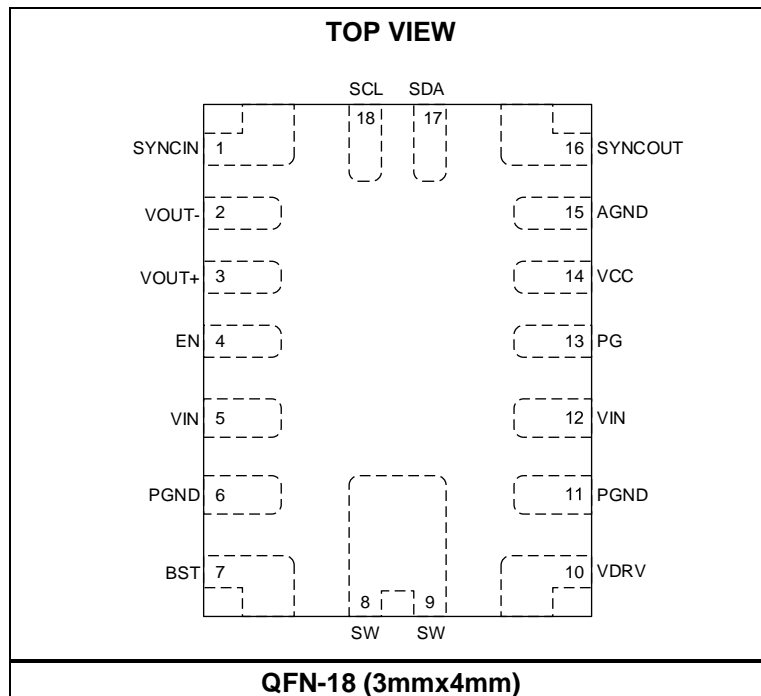 TOP VIEW
SCL SDA
18 17
SYNCIN 1 16 SYNCOUT
VOUT- 2 15 AGND
VOUT+ 3 14 VCC
EN 4 13 PG
VIN 5 12 VIN
PGND 6 11 PGND
BST 7 10 VDRV
8 9
SW SW
QFN-18 (3mmx4mm)